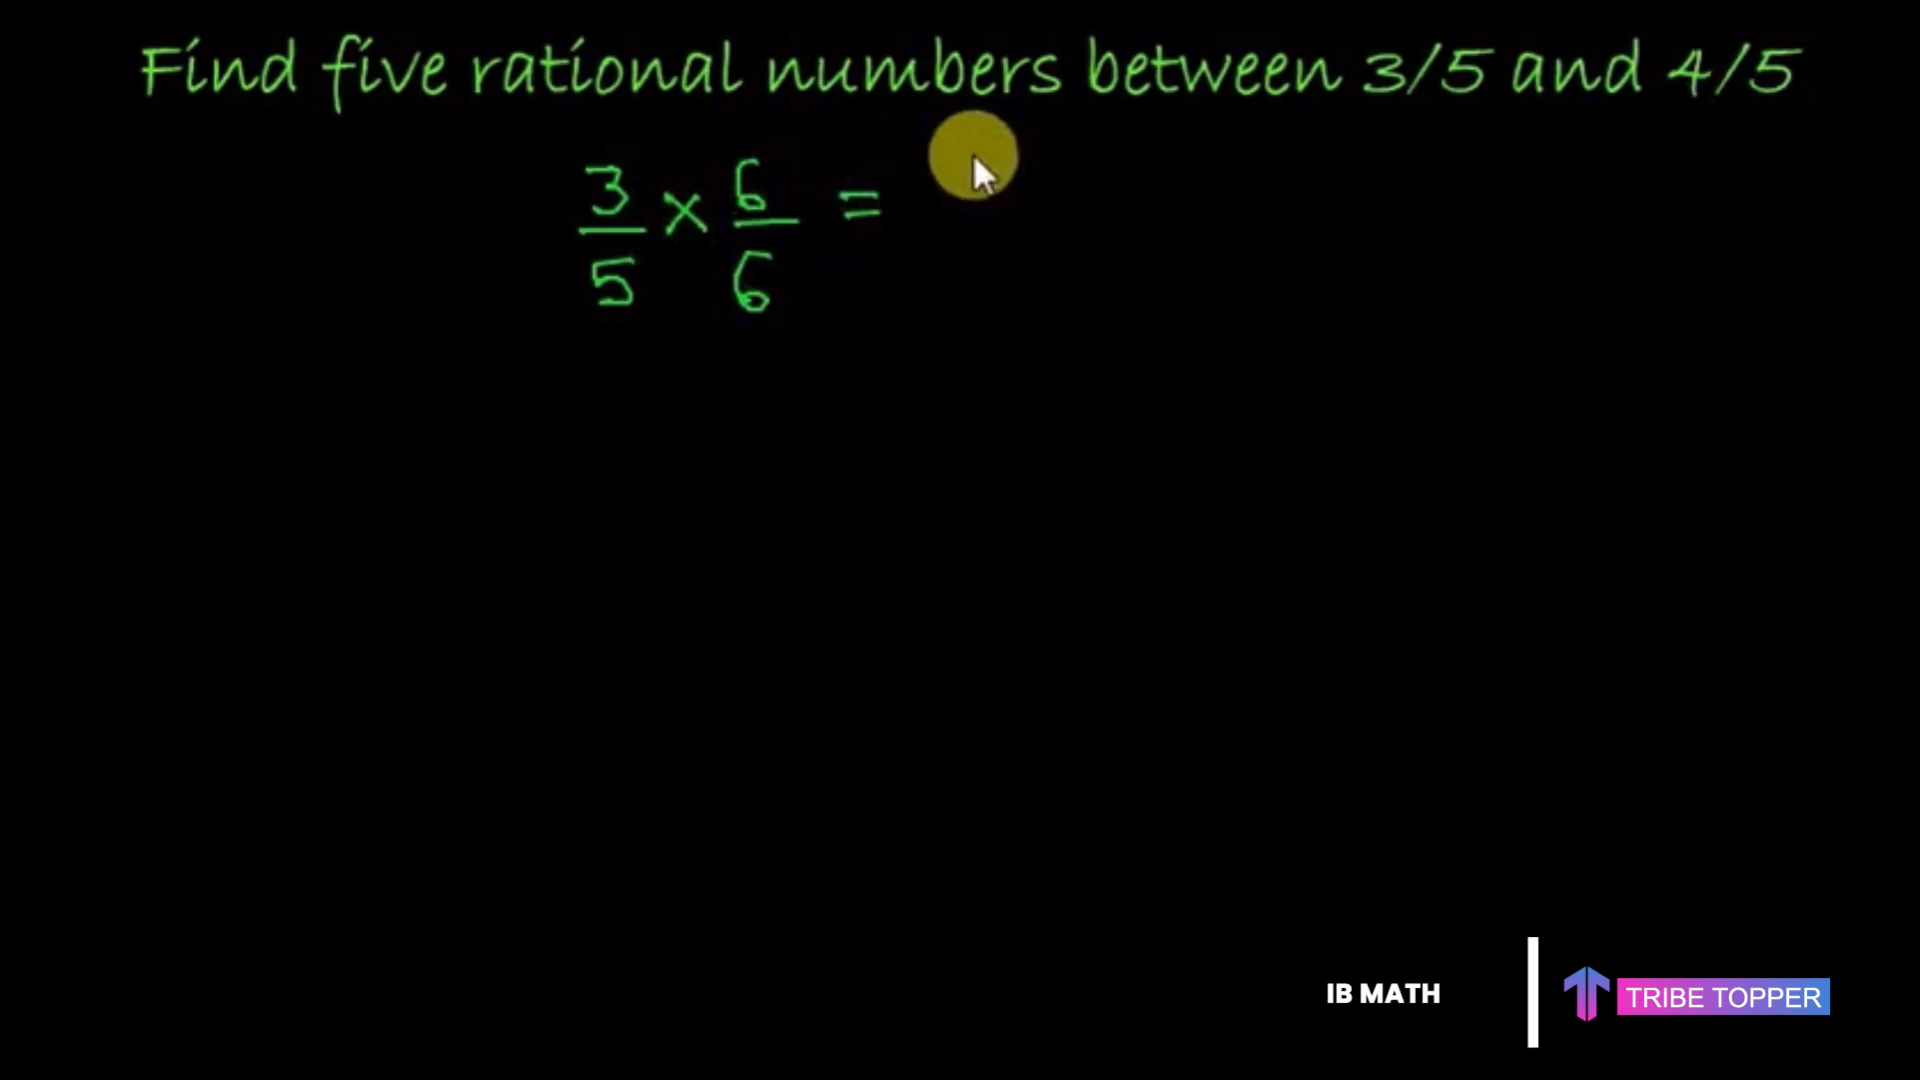 Find five rational numbers between 3/5 and 4/5
3/5 × 6/6 =
IB MATH
TRIBE TOPPER